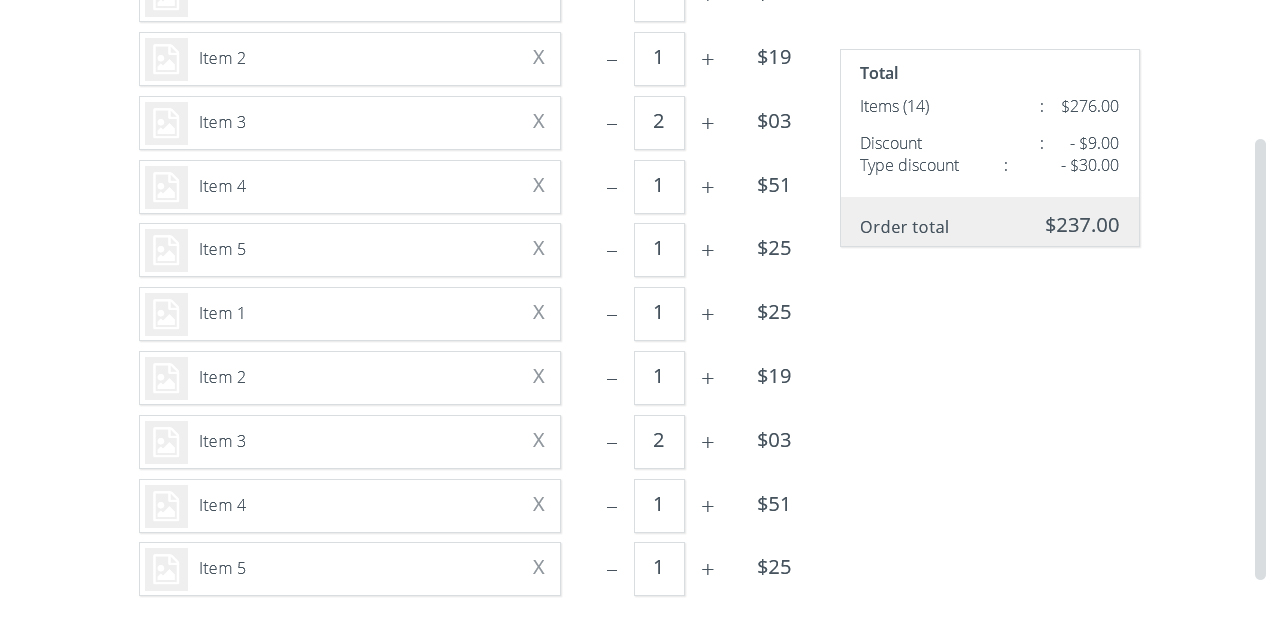 Item 2 X – 1 + $19
Item 3 X – 2 + $03
Item 4 X – 1 + $51
Item 5 X – 1 + $25
Item 1 X – 1 + $25
Item 2 X – 1 + $19
Item 3 X – 2 + $03
Item 4 X – 1 + $51
Item 5 X – 1 + $25
Total
Items (14) : $276.00
Discount : - $9.00
Type discount : - $30.00
Order total $237.00